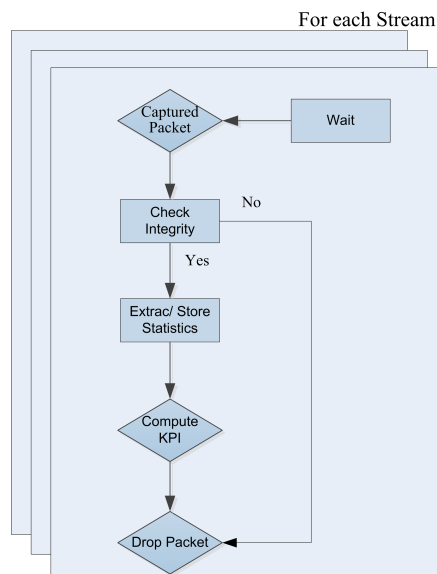 For each Stream
Captured
Packet
Wait
Check
Integrity
No
Yes
Extrac/ Store
Statistics
Compute
KPI
Drop Packet